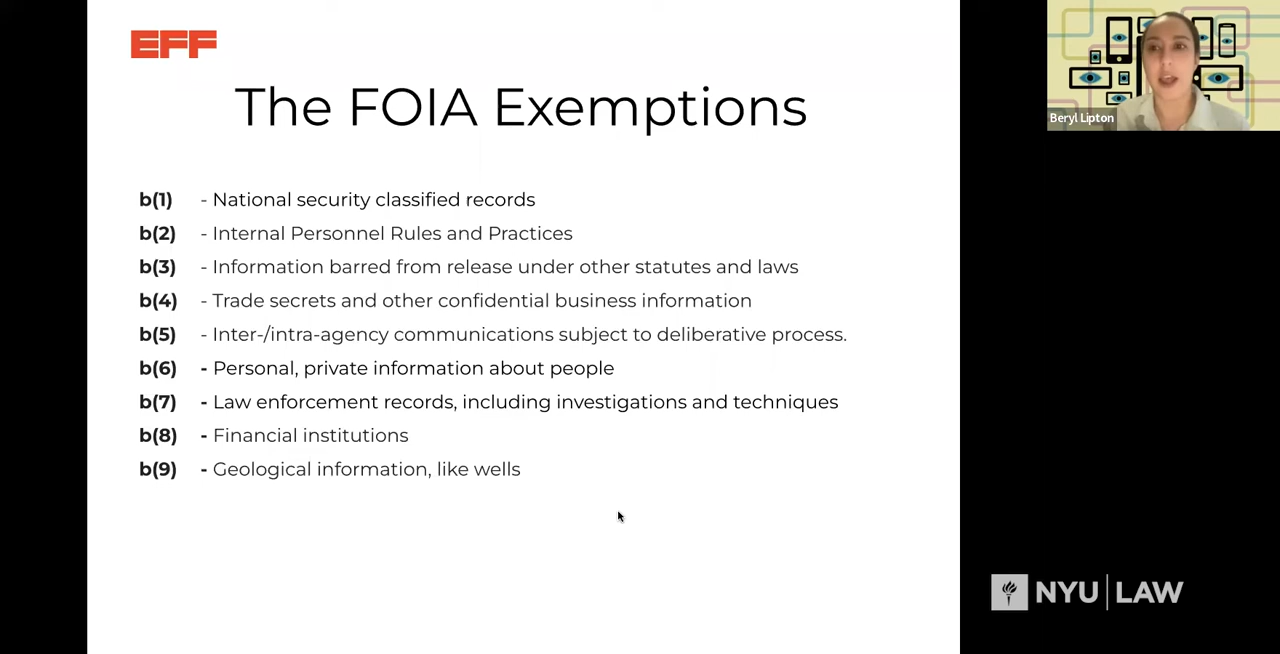 EFF
The FOIA Exemptions
b(1) - National security classified records
b(2) - Internal Personnel Rules and Practices
b(3) - Information barred from release under other statutes and laws
b(4) - Trade secrets and other confidential business information
b(5) - Inter-/intra-agency communications subject to deliberative process.
b(6) - Personal, private information about people
b(7) - Law enforcement records, including investigations and techniques
b(8) - Financial institutions
b(9) - Geological information, like wells
Beryl Lipton
NYU | LAW